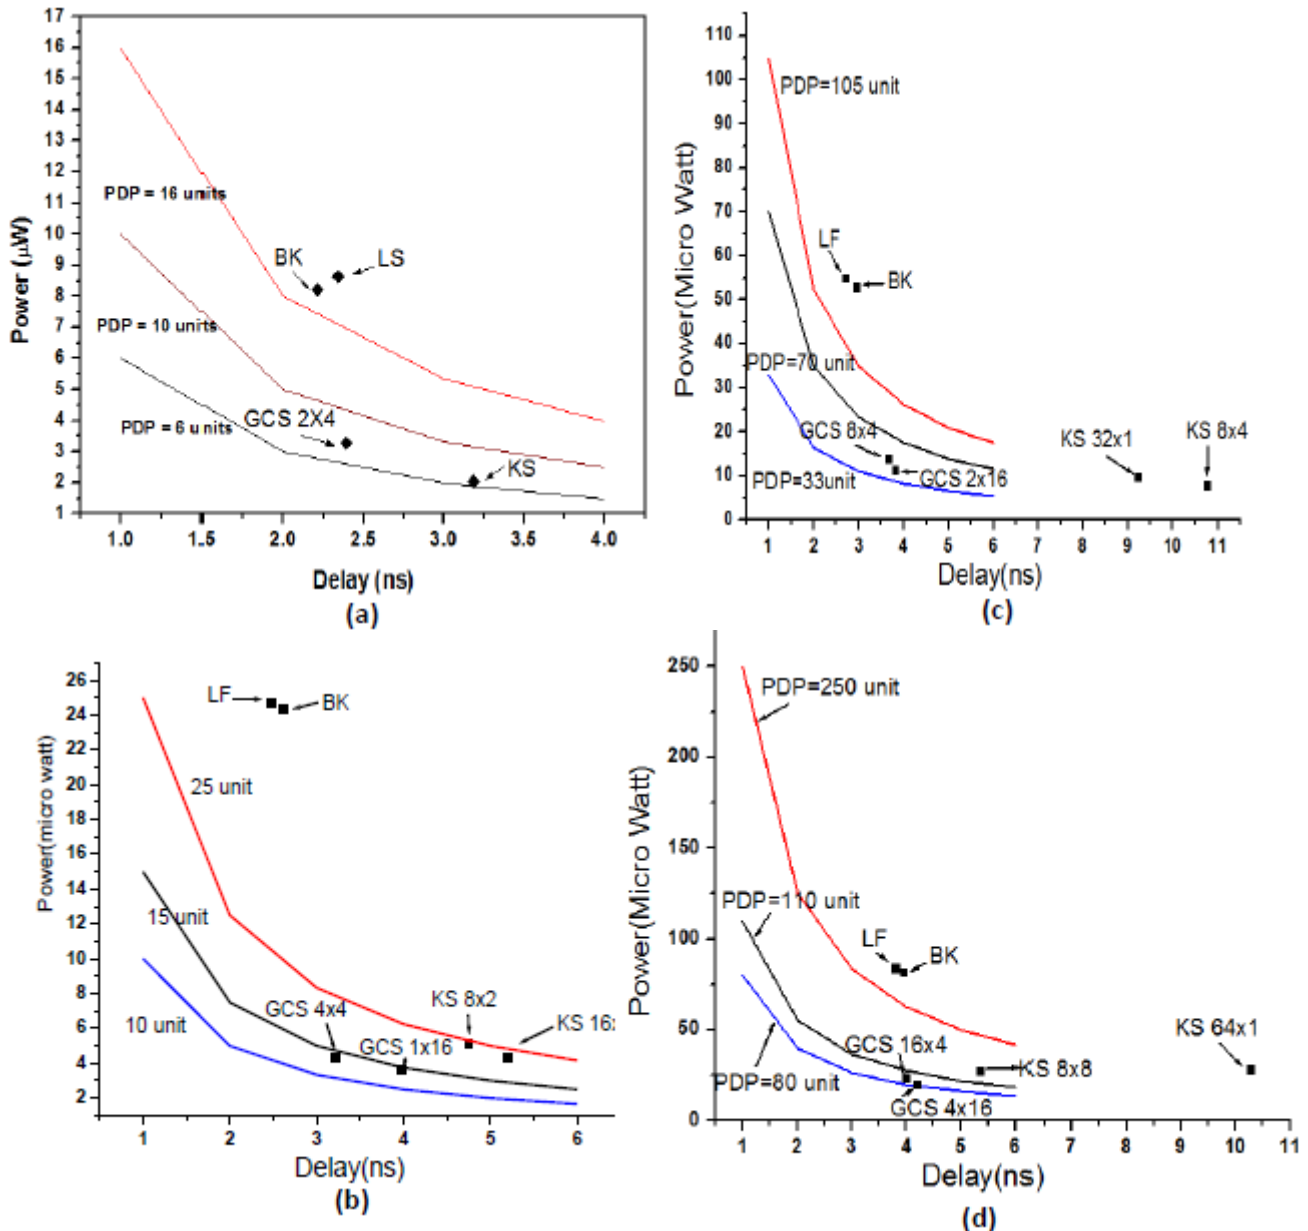 17
16
15
14
13
12
11
10
9
8
7
6
5
4
3
2
1
Power (µW)
PDP = 16 units
PDP = 10 units
PDP = 6 units
BK
LS
GCS 2X4
KS
1.0 1.5 2.0 2.5 3.0 3.5 4.0
Delay (ns)
(a)
110
100
90
80
70
60
50
40
30
20
10
0
Power(Micro Watt)
PDP=105 unit
LF
BK
PDP=70 unit
GCS 8x4
GCS 2x16
PDP=33unit
KS 32x1
KS 8x4
1 2 3 4 5 6 7 8 9 10 11
Delay(ns)
(c)
26
24
22
20
18
16
14
12
10
8
6
4
2
Power(micro watt)
LF
BK
25 unit
15 unit
10 unit
GCS 4x4
GCS 1x16
KS 8x2
KS 16x
1 2 3 4 5 6
Delay(ns)
(b)
250
200
150
100
50
0
Power(Micro Watt)
PDP=250 unit
PDP=110 unit
LF
BK
GCS 16x4
KS 8x8
KS 64x1
PDP=80 unit
GCS 4x16
1 2 3 4 5 6 7 8 9 10 11
Delay(ns)
(d)